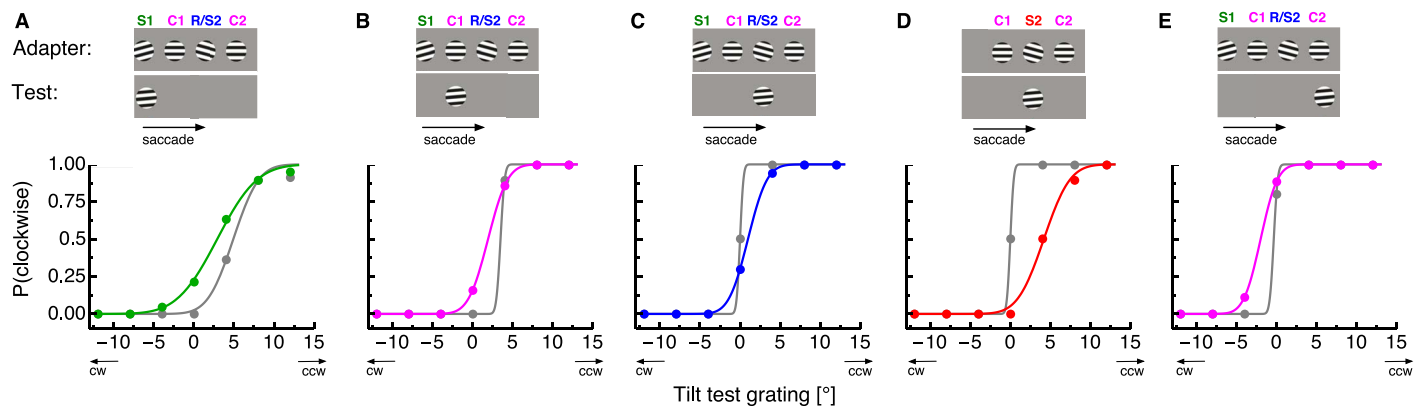 A S1 C1 R/S2 C2 B S1 C1 R/S2 C2 C S1 C1 R/S2 C2 D C1 S2 C2 E S1 C1 R/S2 C2
Adapter:
Test:
saccade saccade saccade saccade saccade
1.00
0.75
0.5
0.25
0.00
P(clockwise)
−10 −5 0 5 10 15 −10 −5 0 5 10 15 −10 −5 0 5 10 15 −10 −5 0 5 10 15 −10 −5 0 5 10 15
cw ccw cw ccw cw ccw cw ccw cw ccw
Tilt test grating [°]